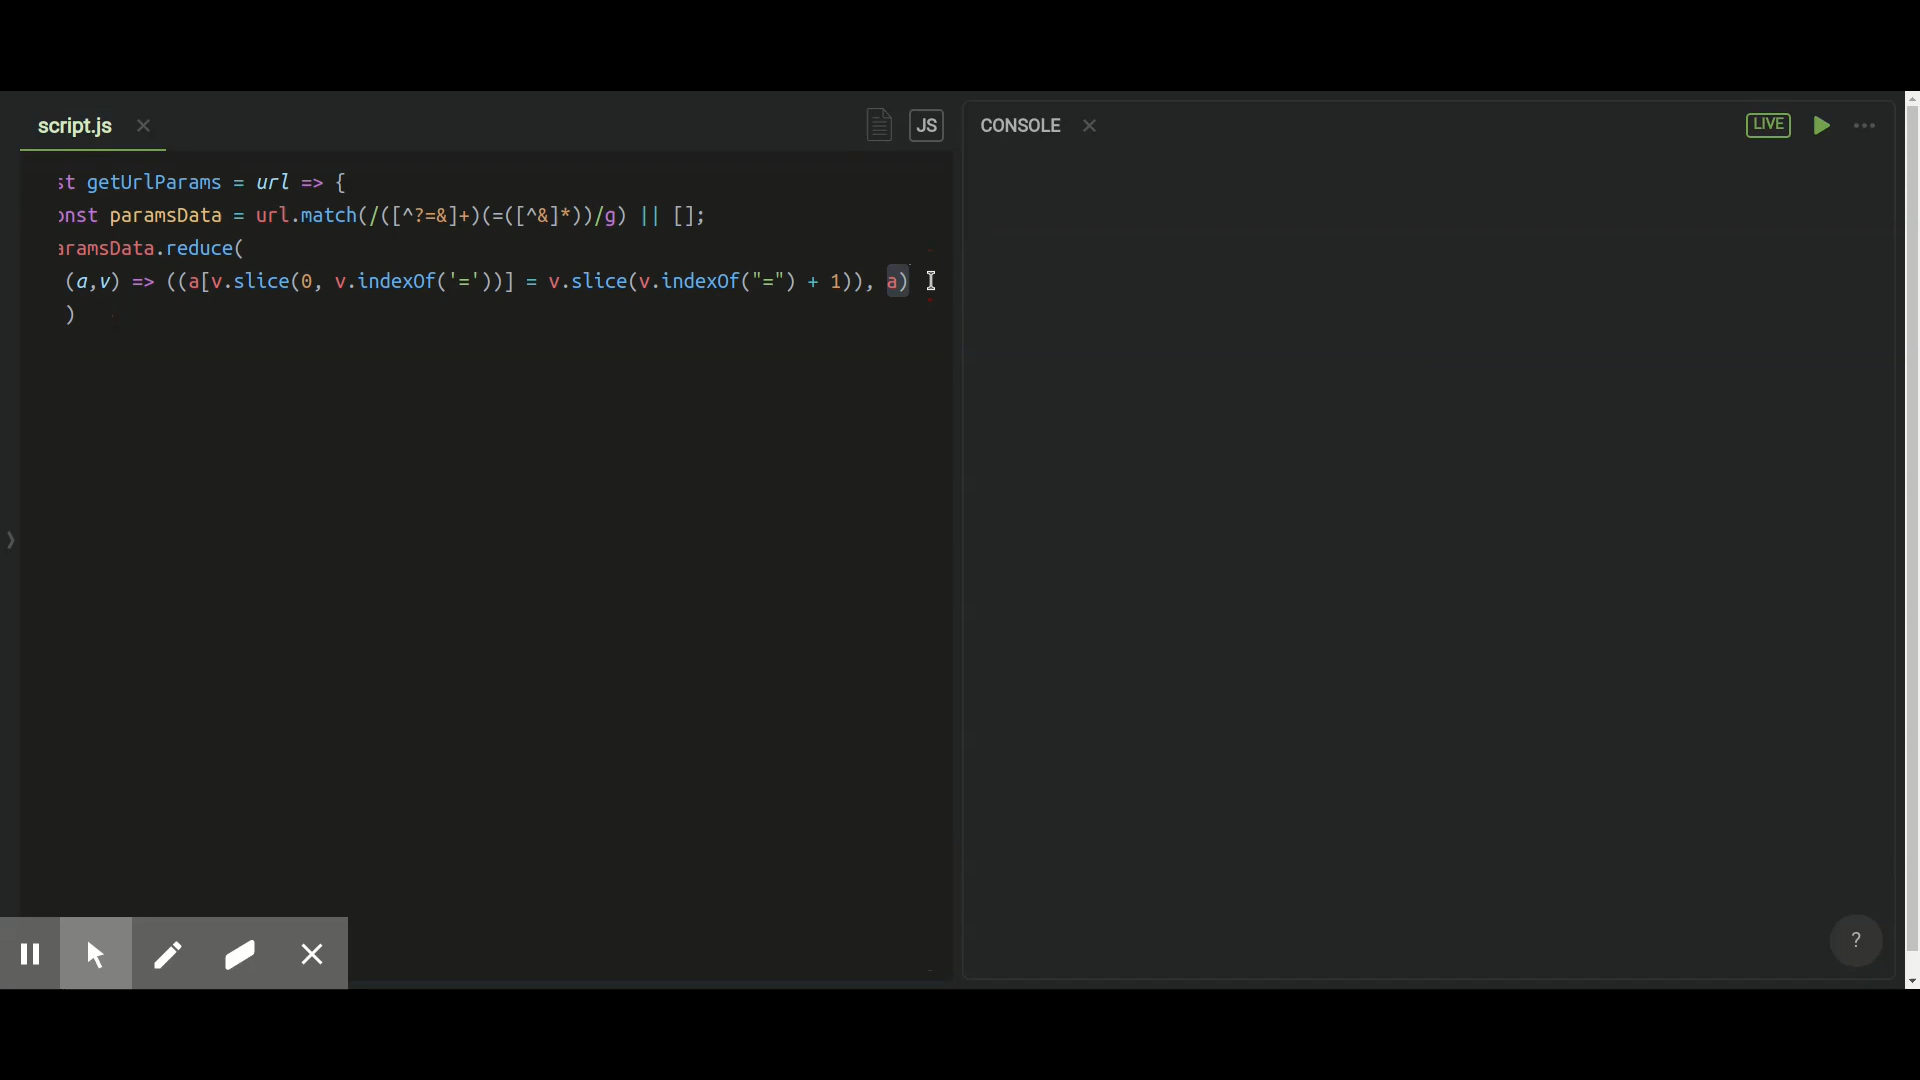 script.js
JS
CONSOLE
LIVE
st getUrlParams = url => {
onst paramsData = url.match(/([^?=&]+)(=([^&]*))/g) || [];
aramsData.reduce(
(a,v) => ((a[v.slice(0, v.indexOf('='))] = v.slice(v.indexOf("=") + 1)), a)
)
?